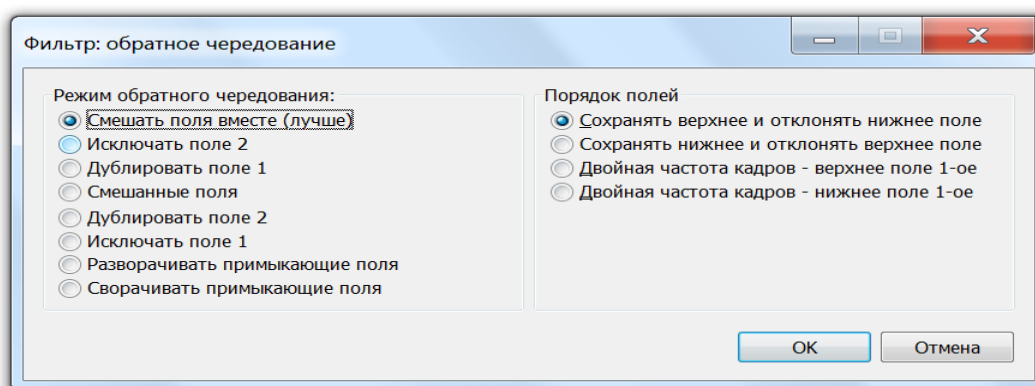 Фильтр: обратное чередование
Режим обратного чередования:
Смешать поля вместе (лучше)
Исключать поле 2
Дублировать поле 1
Смешанные поля
Дублировать поле 2
Исключать поле 1
Разворачивать примыкающие поля
Сворачивать примыкающие поля
Порядок полей
Сохранять верхнее и отклонять нижнее поле
Сохранять нижнее и отклонять верхнее поле
Двойная частота кадров - верхнее поле 1-ое
Двойная частота кадров - нижнее поле 1-ое
OK
Отмена